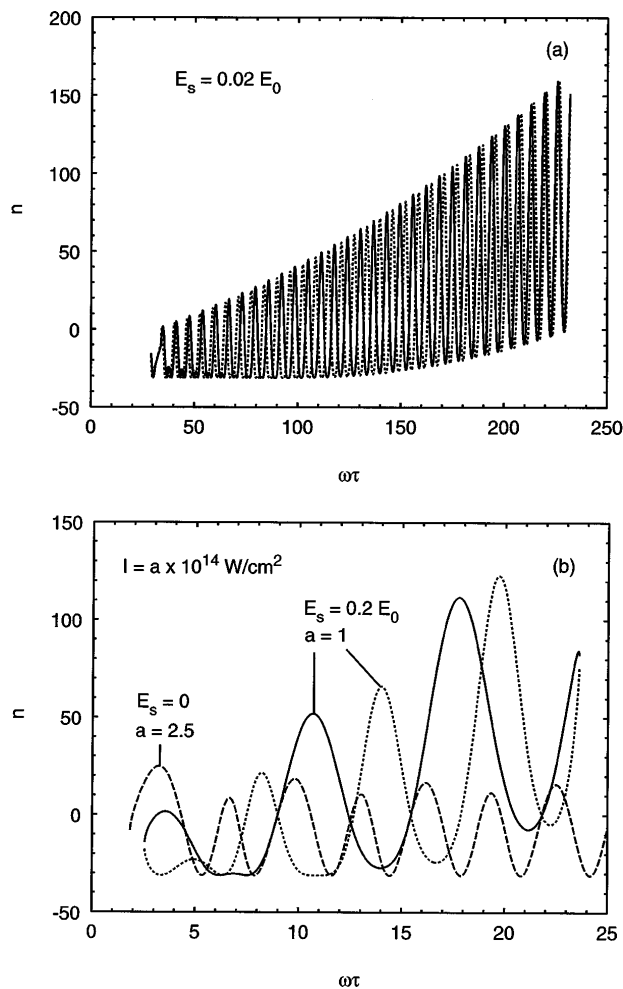 200
(a)
E_s = 0.02 E_0
150
100
n
50
0
-50
0 50 100 150 200 250
ωτ
150
I = a x 10^14 W/cm^2 (b)
E_s = 0.2 E_0
100
a = 1
n
50
E_s = 0
a = 2.5
0
-50
0 5 10 15 20 25
ωτ